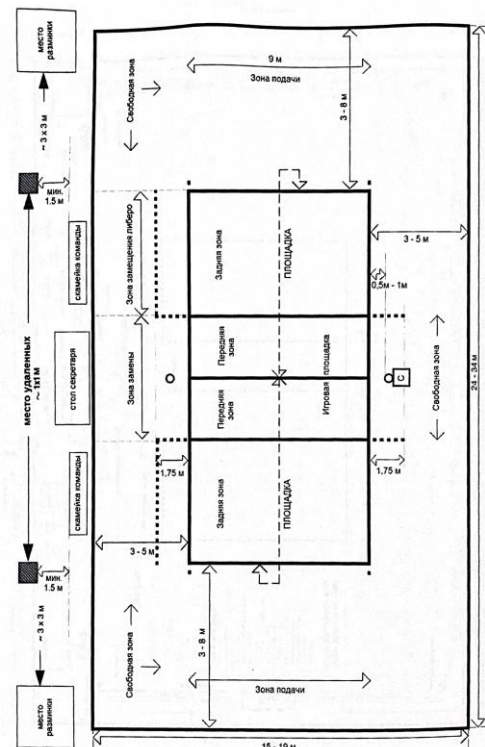 место
разминки
~ 3 x 3 м
мин.
1.5 м
место удаленных
~ 1x1м
скамейка команды
стол секретаря
скамейка команды
мин.
1.5 м
~ 3 x 3 м
место
разминки
9 м
Зона подачи
Свободная зона
3 - 8 м
Зона замещения либеро
Зона замены
Задняя зона
ПЛОЩАДКА
Передняя
зона
Передняя
зона
Игровая площадка
Задняя зона
ПЛОЩАДКА
1,75 м
3 - 5 м
3 - 5 м
0,5м - 1м
С
Свободная зона
1,75 м
24 - 34 м
Свободная зона
3 - 8 м
Зона подачи
15 - 19 м